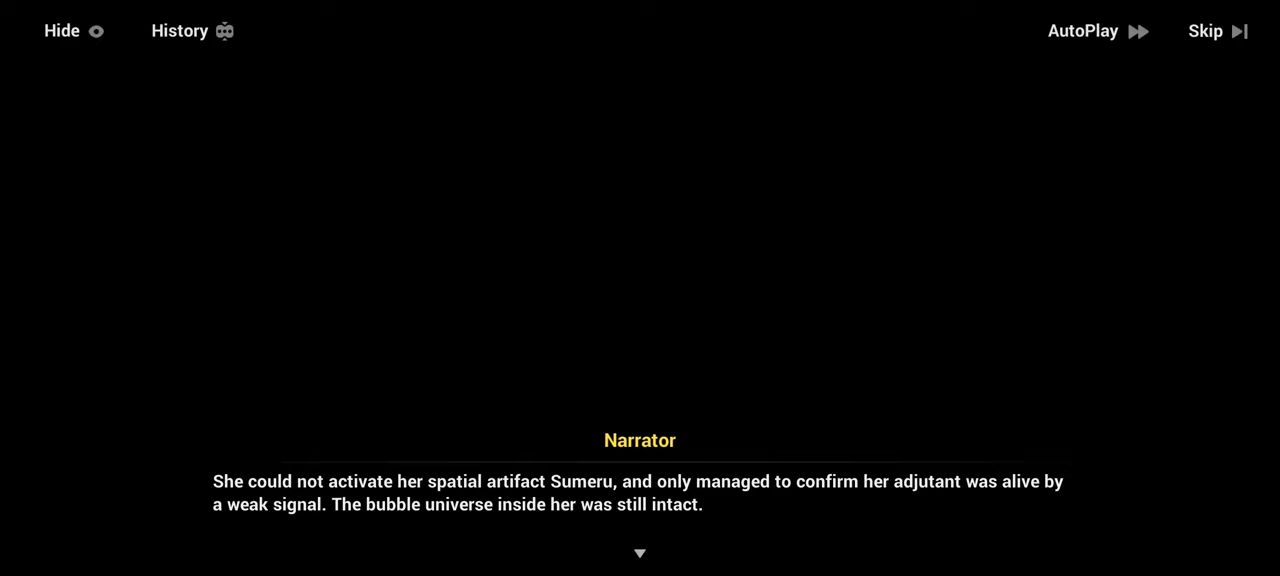 Hide
History
AutoPlay
Skip
Narrator
She could not activate her spatial artifact Sumeru, and only managed to confirm her adjutant was alive by
a weak signal. The bubble universe inside her was still intact.